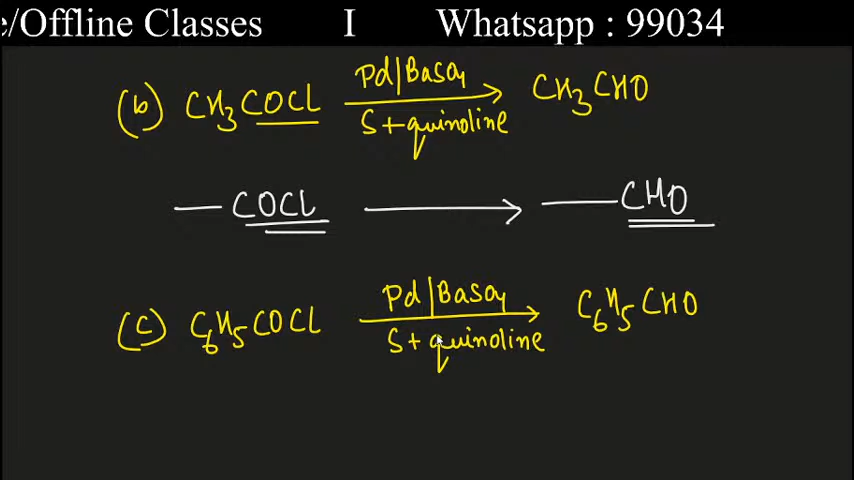 e/Offline Classes I Whatsapp : 99034
(b) CH3COCl Pd|BaSO4 S+quinoline CH3CHO
—COCl —CHO
(c) C6H5COCl Pd|BaSO4 S+quinoline C6H5CHO